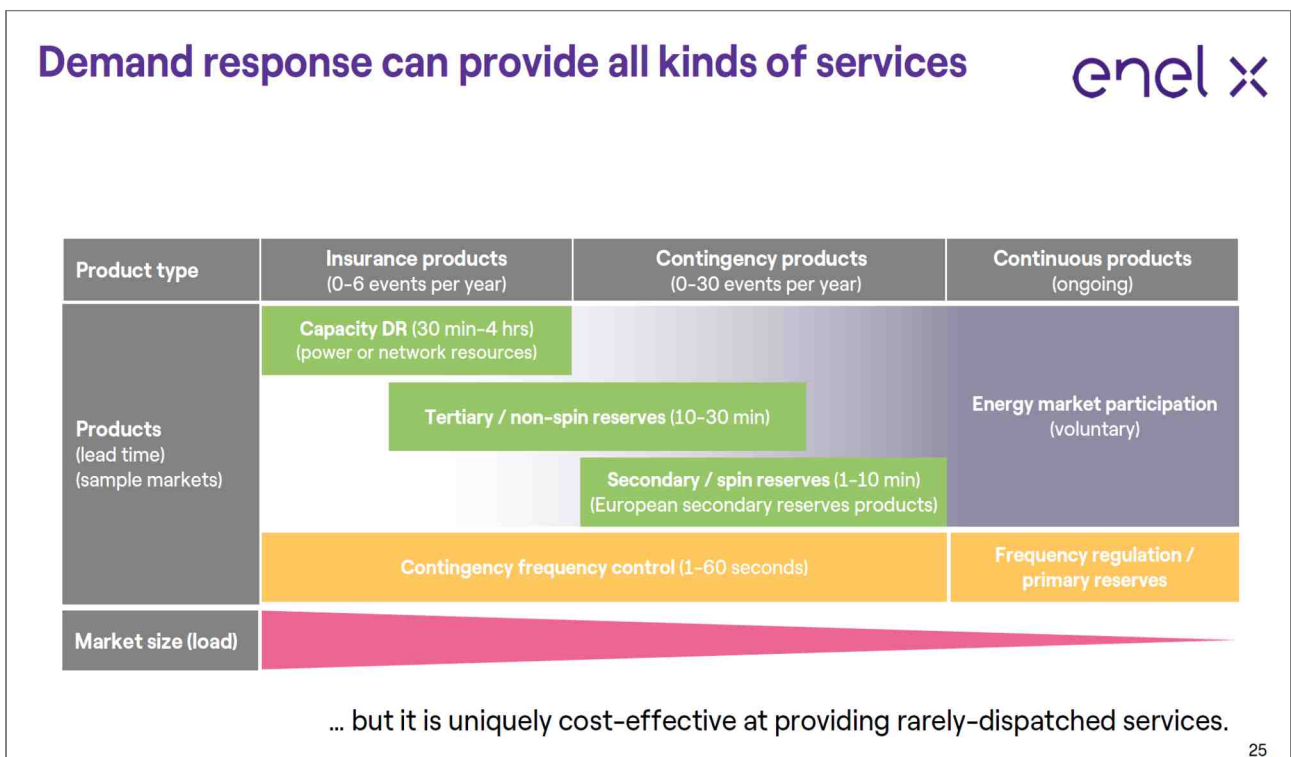 Demand response can provide all kinds of services
enel x
Product type
Insurance products
(0-6 events per year)
Contingency products
(0-30 events per year)
Continuous products
(ongoing)
Products
(lead time)
(sample markets)
Capacity DR (30 min-4 hrs)
(power or network resources)
Tertiary / non-spin reserves (10-30 min)
Secondary / spin reserves (1-10 min)
(European secondary reserves products)
Energy market participation
(voluntary)
Contingency frequency control (1-60 seconds)
Frequency regulation /
primary reserves
Market size (load)
... but it is uniquely cost-effective at providing rarely-dispatched services.
25